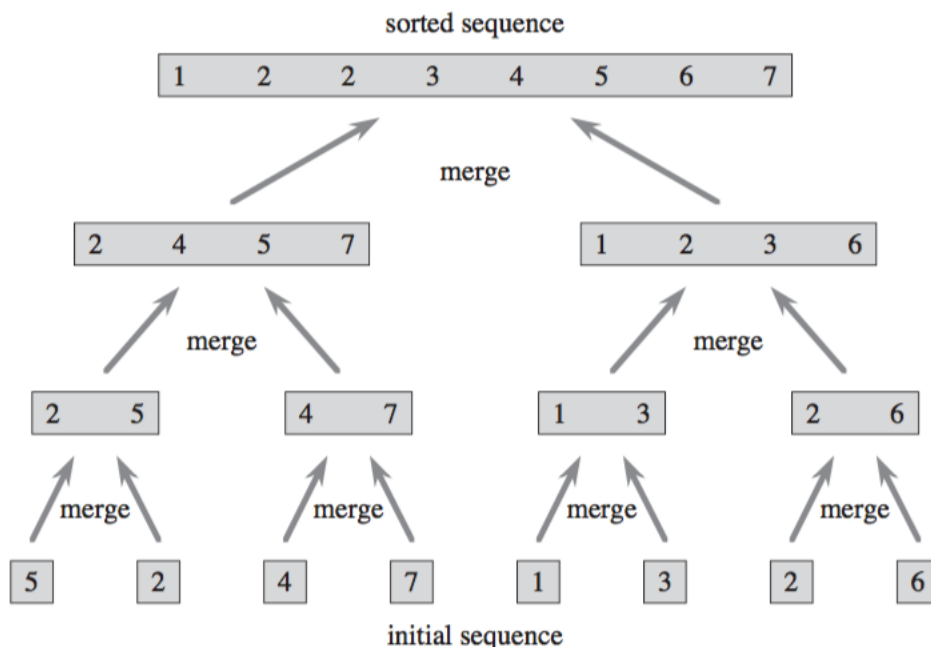 sorted sequence
1 2 2 3 4 5 6 7
merge
2 4 5 7 1 2 3 6
merge merge
2 5 4 7 1 3 2 6
merge merge merge merge
5 2 4 7 1 3 2 6
initial sequence